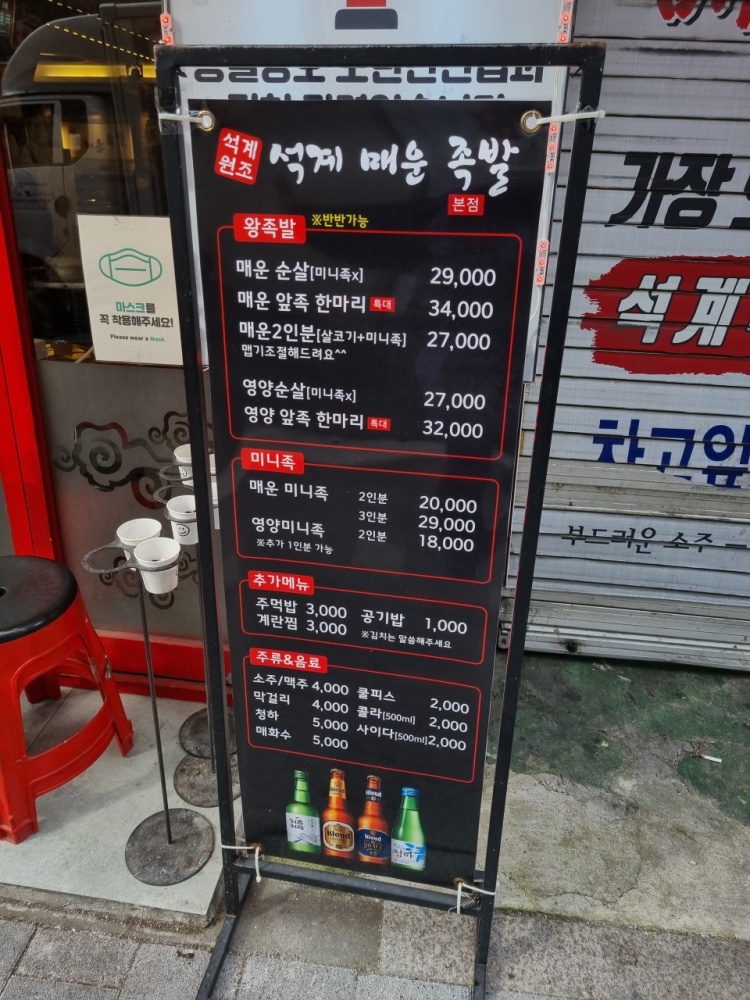 석계
원조
석계 매운 족발
본점
왕족발 ※반반가능
매운 순살[미니족x] 29,000
매운 앞족 한마리 특대 34,000
매운2인분[살코기+미니족] 27,000
맵기조절해드려요^^
영양순살[미니족x] 27,000
영양 앞족 한마리 특대 32,000
미니족
매운 미니족 2인분 20,000
3인분 29,000
영양미니족 2인분 18,000
※추가 1인분 가능
추가메뉴
주먹밥 3,000 공기밥 1,000
계란찜 3,000 ※김치는 말씀해주세요
주류&음료
소주/맥주 4,000 쿨피스 2,000
막걸리 4,000 콜라[500ml] 2,000
청하 5,000 사이다[500ml] 2,000
매화수 5,000
Kloud
Kloud
마스크를
꼭 착용해주세요!
Please wear a Mask.
가장
석계
차고앞
부드러운 소주